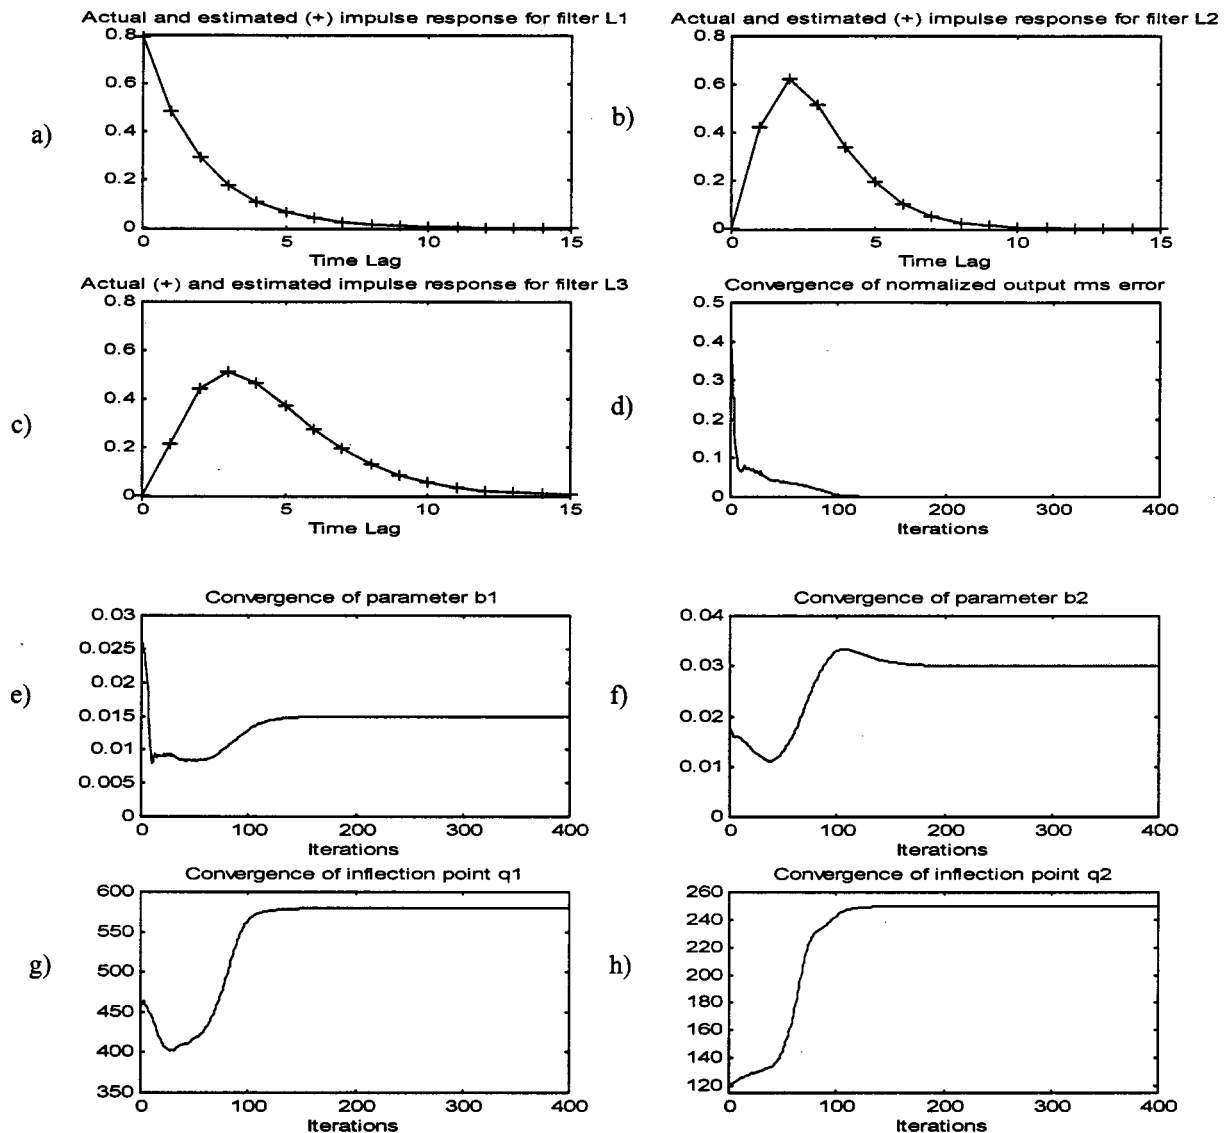 Actual and estimated (+) impulse response for filter L1
0.8
0.6
0.4
0.2
0
0 5 10 15
Time Lag
a)
Actual and estimated (+) impulse response for filter L2
0.8
0.6
0.4
0.2
0
0 5 10 15
Time Lag
b)
Actual (+) and estimated impulse response for filter L3
0.8
0.6
0.4
0.2
0
0 5 10 15
Time Lag
c)
Convergence of normalized output rms error
0.5
0.4
0.3
0.2
0.1
0
0 100 200 300 400
Iterations
d)
Convergence of parameter b1
0.03
0.025
0.02
0.015
0.01
0.005
0
0 100 200 300 400
Iterations
e)
Convergence of parameter b2
0.04
0.03
0.02
0.01
0
0 100 200 300 400
Iterations
f)
Convergence of inflection point q1
600
550
500
450
400
350
0 100 200 300 400
Iterations
g)
Convergence of inflection point q2
260
240
220
200
180
160
140
120
0 100 200 300 400
Iterations
h)